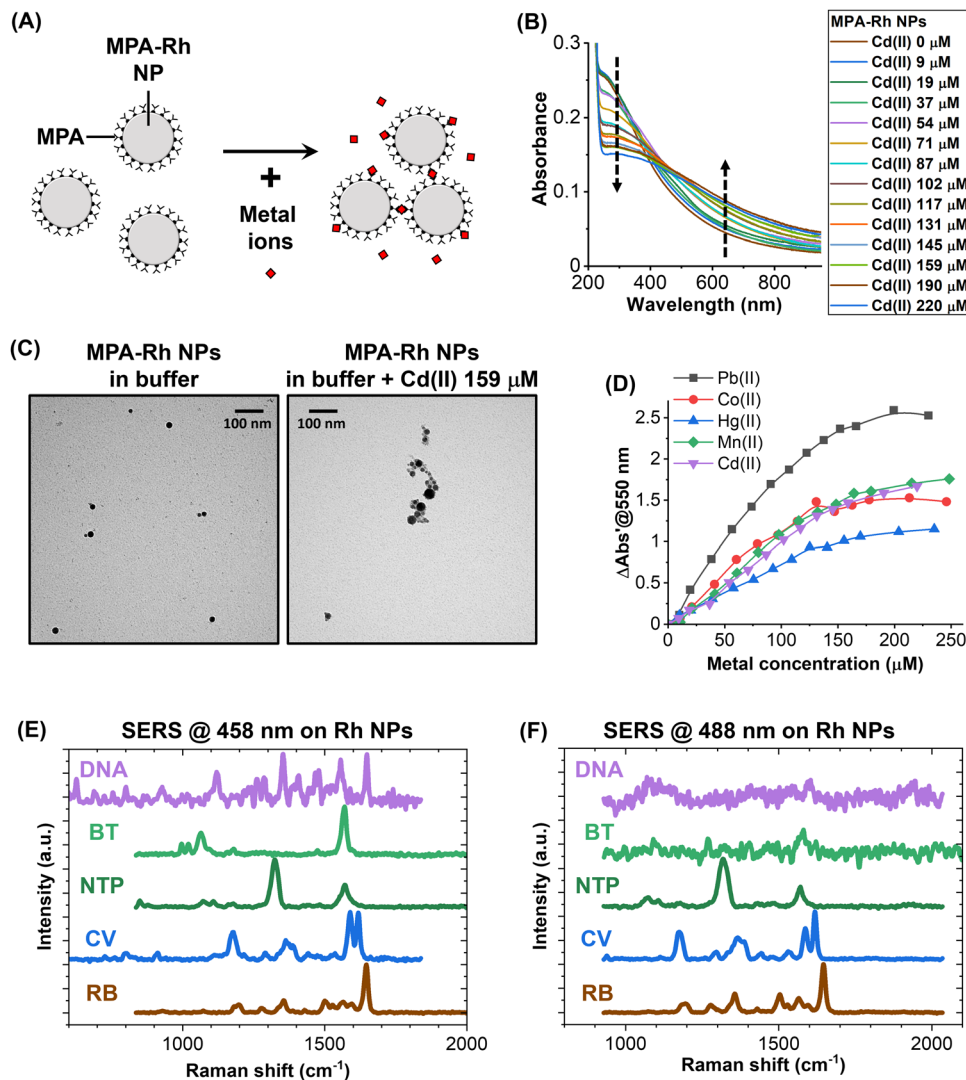 (A)
MPA-Rh
NP
MPA
+
Metal
ions
(B)
Absorbance
0.3
0.2
0.1
0
200 400 600 800
Wavelength (nm)
MPA-Rh NPs
Cd(II) 0 μM
Cd(II) 9 μM
Cd(II) 19 μM
Cd(II) 37 μM
Cd(II) 54 μM
Cd(II) 71 μM
Cd(II) 87 μM
Cd(II) 102 μM
Cd(II) 117 μM
Cd(II) 131 μM
Cd(II) 145 μM
Cd(II) 159 μM
Cd(II) 190 μM
Cd(II) 220 μM
(C)
MPA-Rh NPs
in buffer
100 nm
MPA-Rh NPs
in buffer + Cd(II) 159 μM
100 nm
(D)
Pb(II)
Co(II)
Hg(II)
Mn(II)
Cd(II)
ΔAbs'@550 nm
2.5
2.0
1.5
1.0
0.5
0
0 50 100 150 200 250
Metal concentration (μM)
(E)
SERS @ 458 nm on Rh NPs
Intensity (a.u.)
DNA
BT
NTP
CV
RB
1000 1500 2000
Raman shift (cm⁻¹)
(F)
SERS @ 488 nm on Rh NPs
Intensity (a.u.)
DNA
BT
NTP
CV
RB
1000 1500 2000
Raman shift (cm⁻¹)